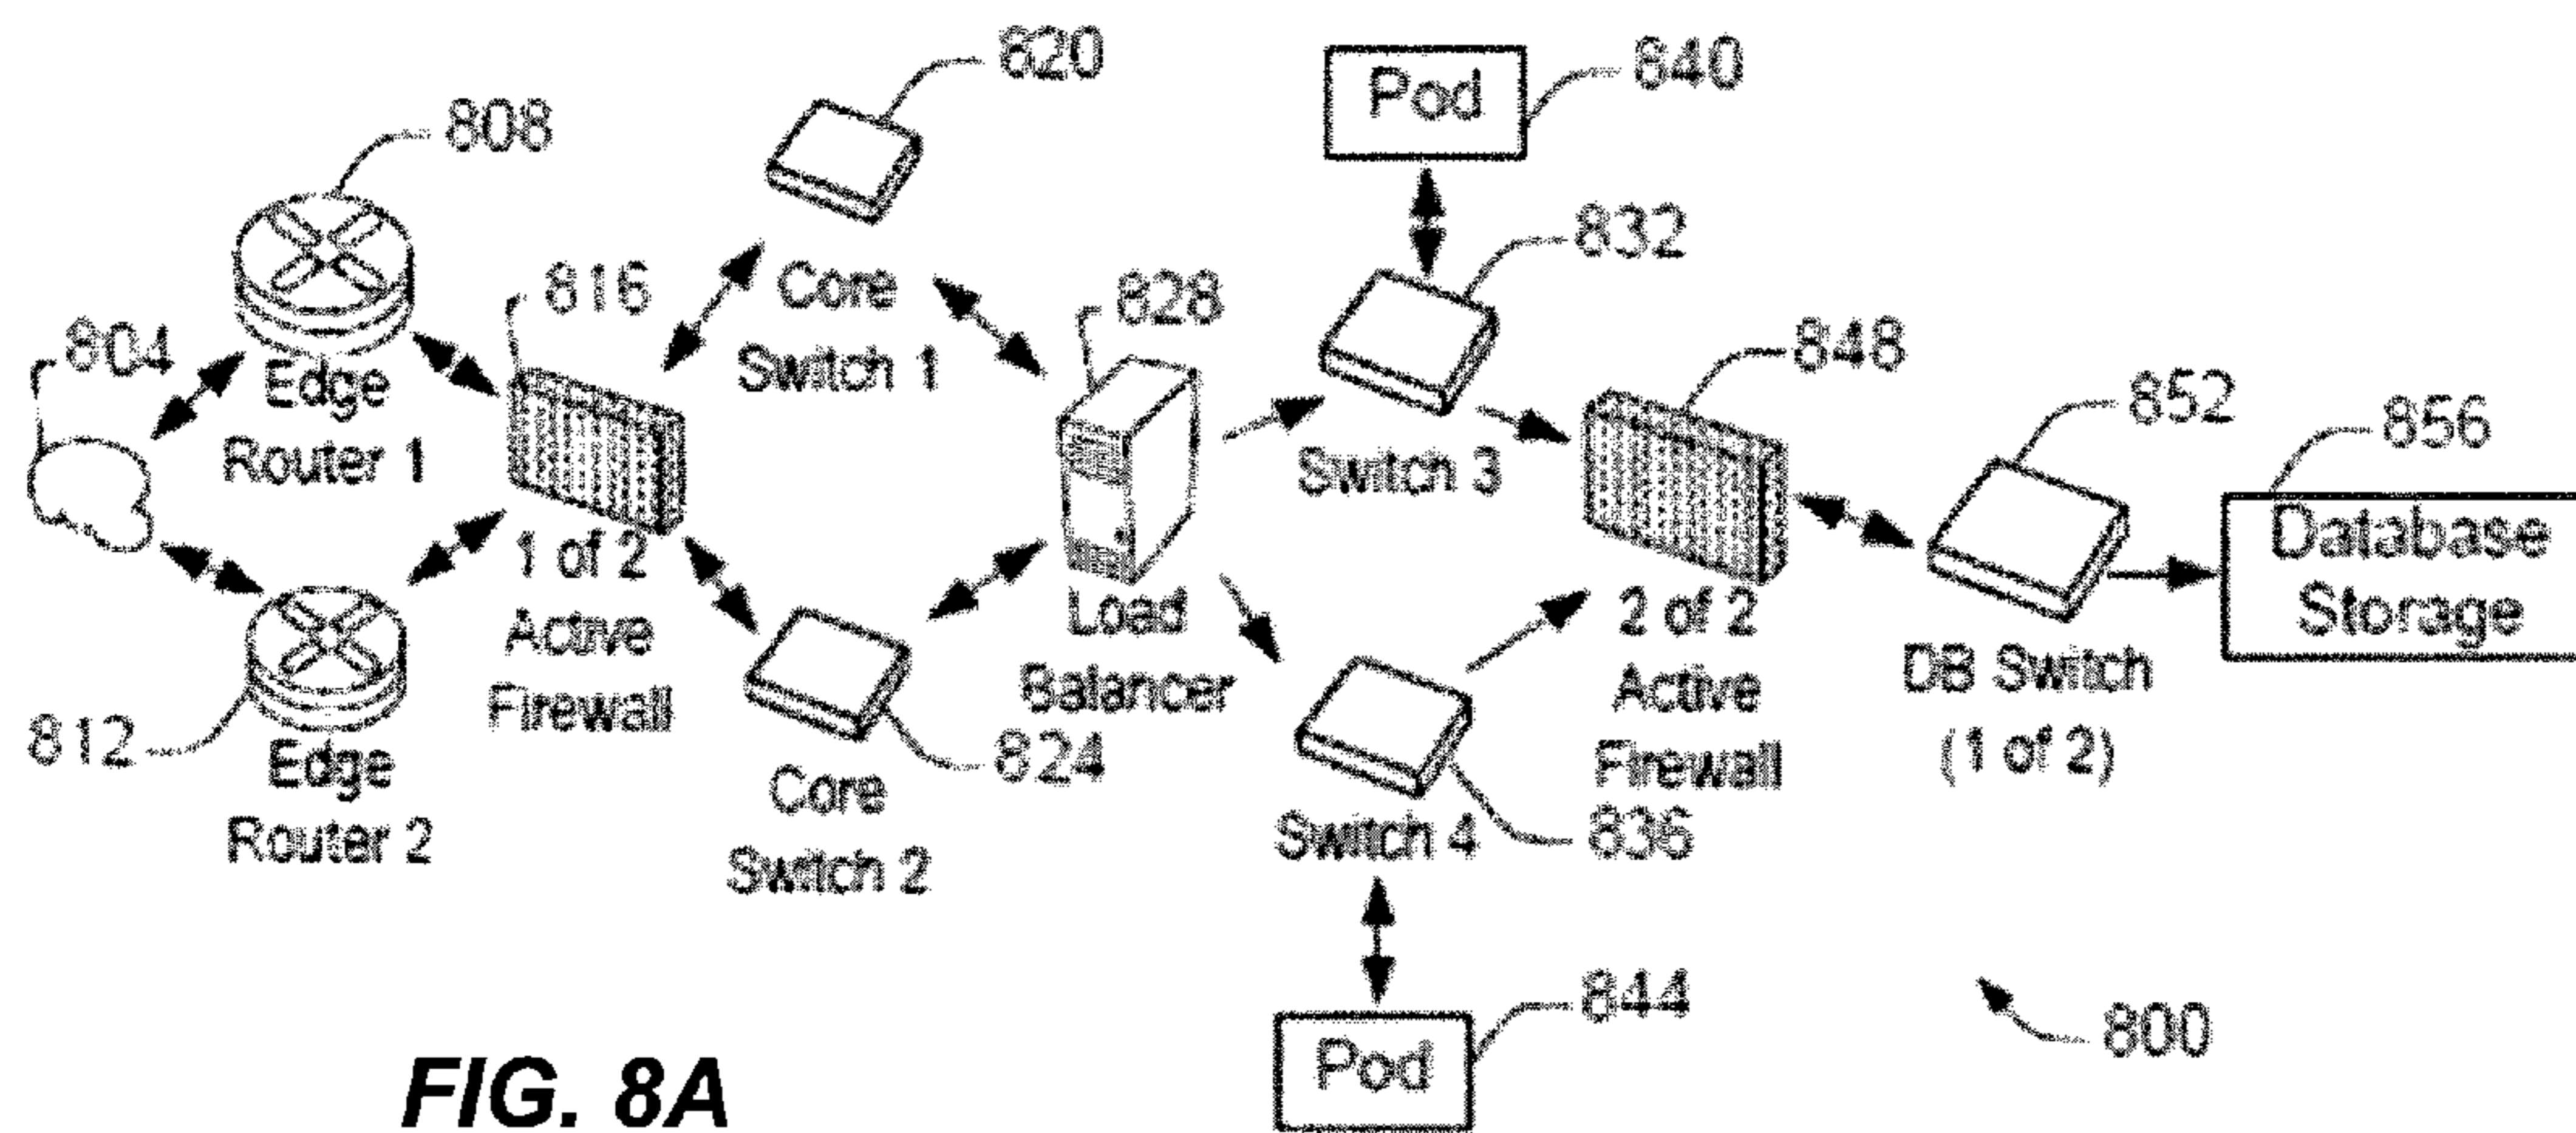 820
Pod
840
808
832
816
Core
Switch 1
828
848
804
Edge
Router 1
852
856
Switch 3
Database
Storage
1 of 2
Active
Firewall
Load
Balancer
2 of 2
Active
Firewall
DB Switch
(1 of 2)
812
Edge
Router 2
824
Core
Switch 2
Switch 4
836
844
Pod
800
FIG. 8A